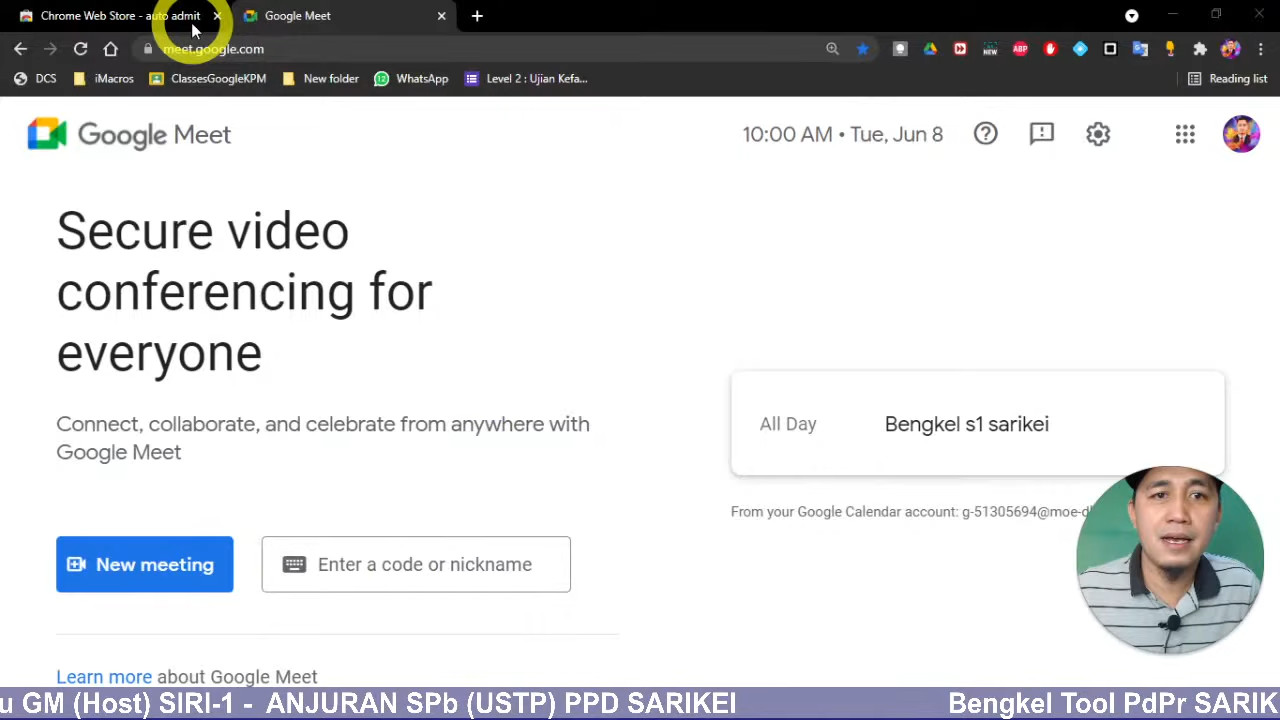 Chrome Web Store - auto admit
Google Meet
meet.google.com
DCS
iMacros
ClassesGoogleKPM
New folder
WhatsApp
Level 2 : Ujian Kefa...
Reading list
Google Meet
10:00 AM • Tue, Jun 8
Secure video
conferencing for
everyone
Connect, collaborate, and celebrate from anywhere with
Google Meet
All Day
Bengkel s1 sarikei
From your Google Calendar account: g-51305694@moe-d
New meeting
Enter a code or nickname
Learn more about Google Meet
u GM (Host) SIRI-1 - ANJURAN SPb (USTP) PPD SARIKEI
Bengkel Tool PdPr SARIK